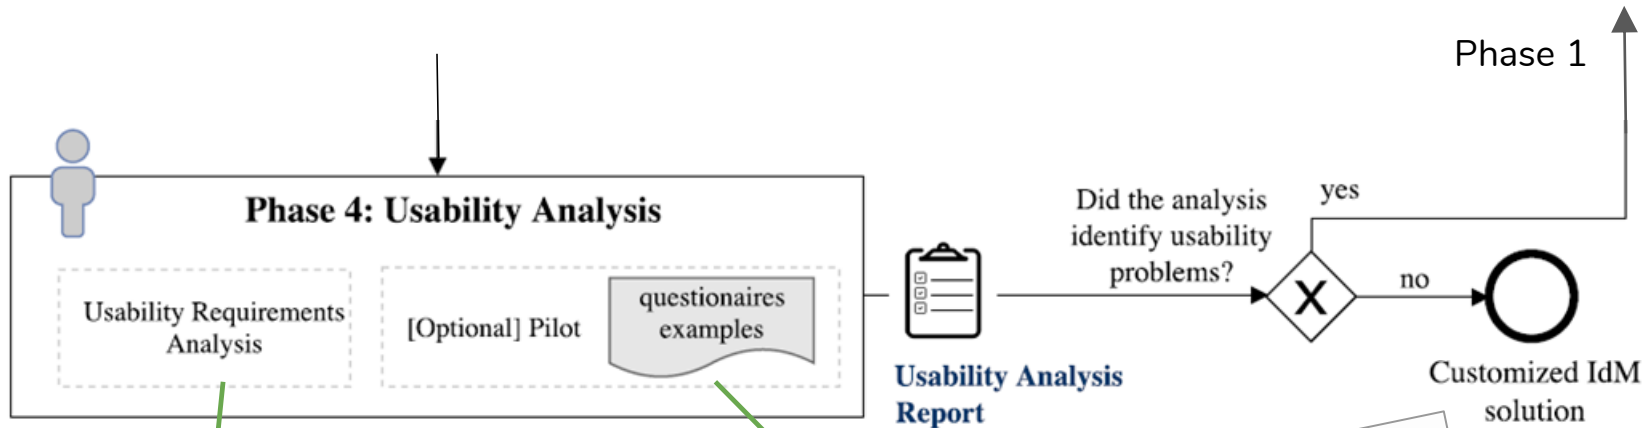 Phase 1
Phase 4: Usability Analysis
Usability Requirements
Analysis
[Optional] Pilot
questionaires
examples
Usability Analysis
Report
Did the analysis
identify usability
problems?
yes
X
no
Customized IdM
solution